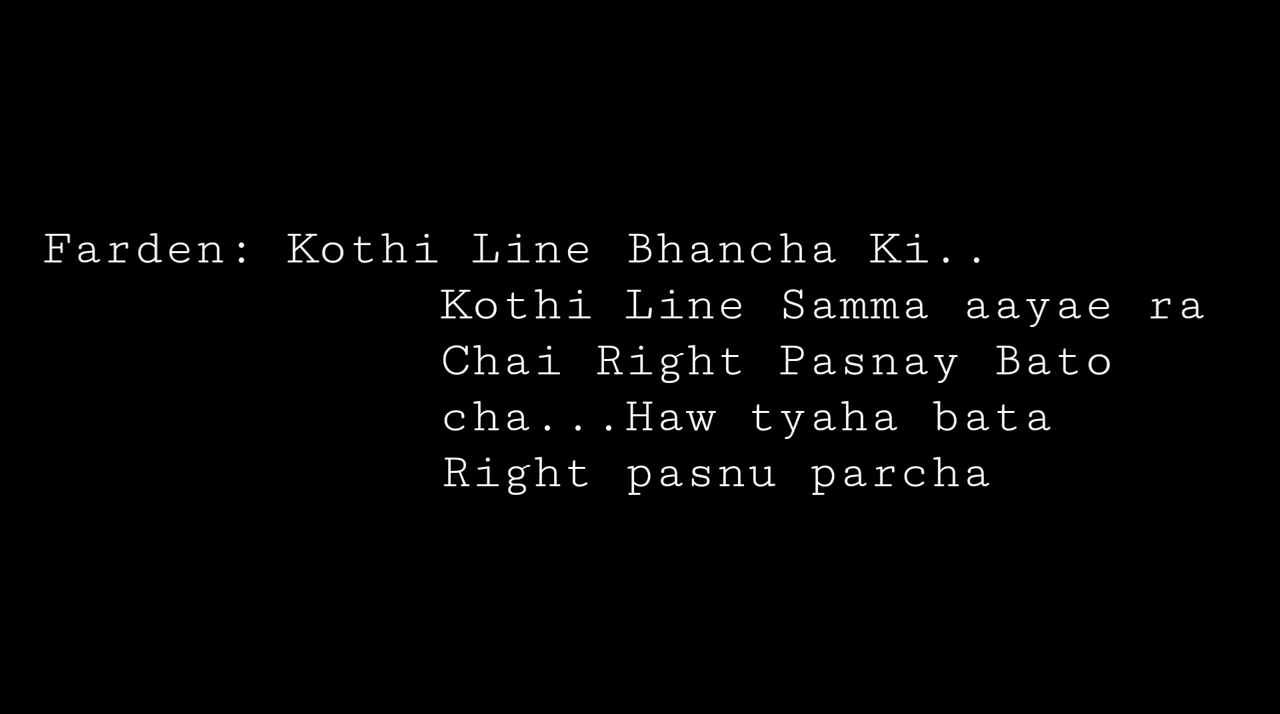 Farden: Kothi Line Bhancha Ki..
Kothi Line Samma aayae ra
Chai Right Pasnay Bato
cha...Haw tyaha bata
Right pasnu parcha